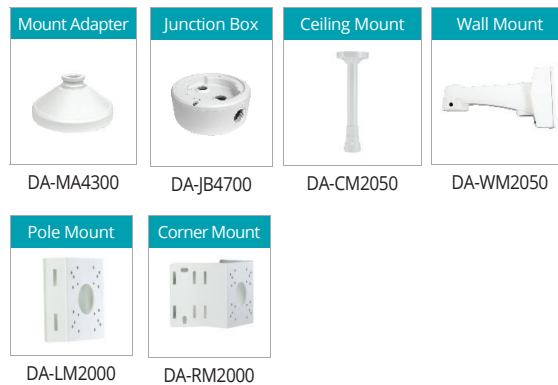 Mount Adapter
Junction Box
Ceiling Mount
Wall Mount
DA-MA4300
DA-JB4700
DA-CM2050
DA-WM2050
Pole Mount
Corner Mount
DA-LM2000
DA-RM2000